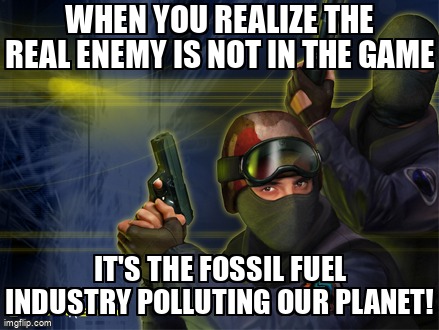 WHEN YOU REALIZE THE
REAL ENEMY IS NOT IN THE GAME
IT'S THE FOSSIL FUEL
INDUSTRY POLLUTING OUR PLANET!
imgflip.com